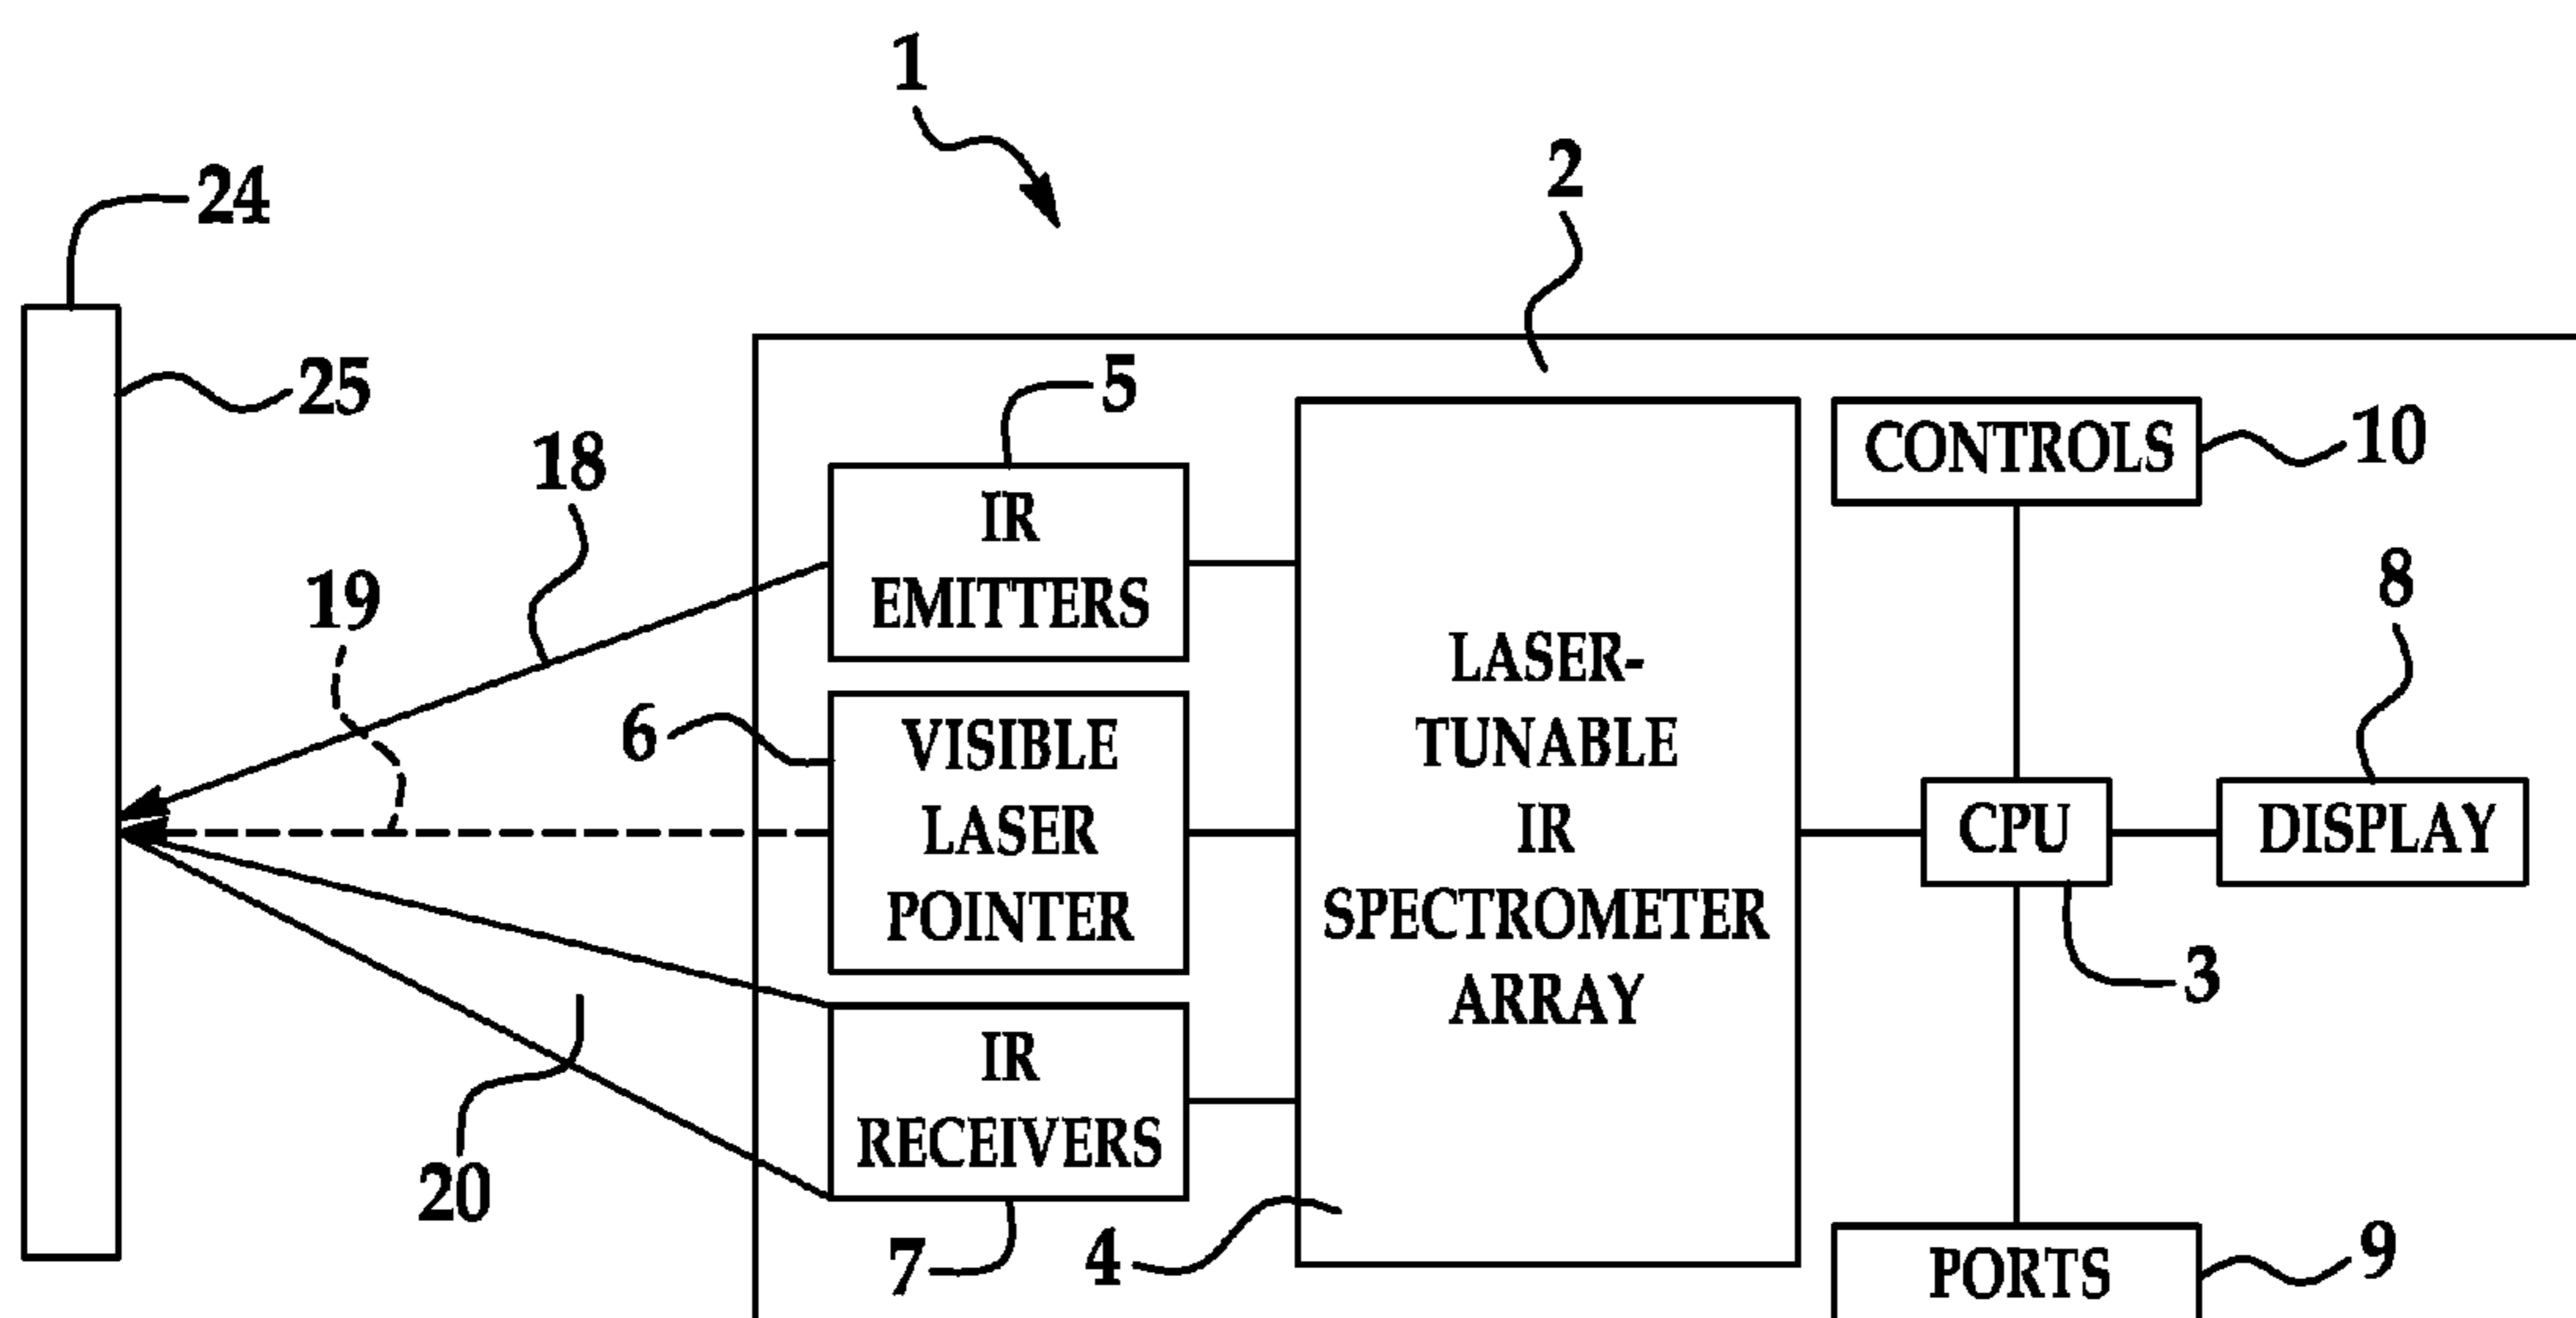 1
2
24
25
5
18
19
6
IR
EMITTERS
VISIBLE
LASER
POINTER
IR
RECEIVERS
20
7
4
LASER-
TUNABLE
IR
SPECTROMETER
ARRAY
CONTROLS
10
8
CPU
DISPLAY
3
PORTS
9